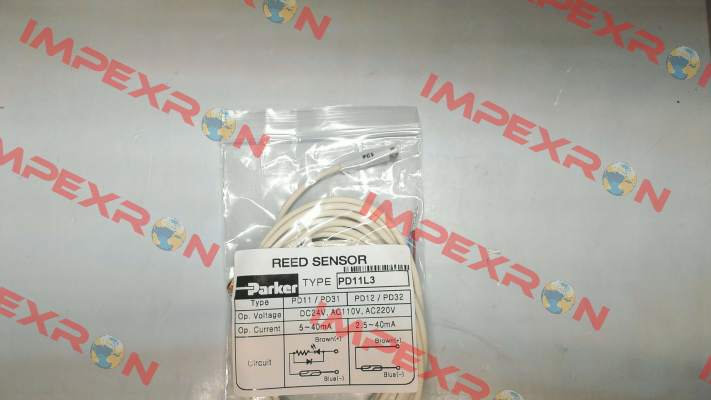 IMPEXRON
IMPEXRON
IMPEXRON
IMPEXRON
IMPEXRON
IMPEXRON
IMPEXRON
REED SENSOR
Parker TYPE PD11L3
Type PD11 / PD31 PD12 / PD32
Op. Voltage DC24V, AC110V, AC220V
Op. Current 5~40mA 2.5~40mA
Circuit Brown(+) Brown(+)
Blue(-) Blue(-)